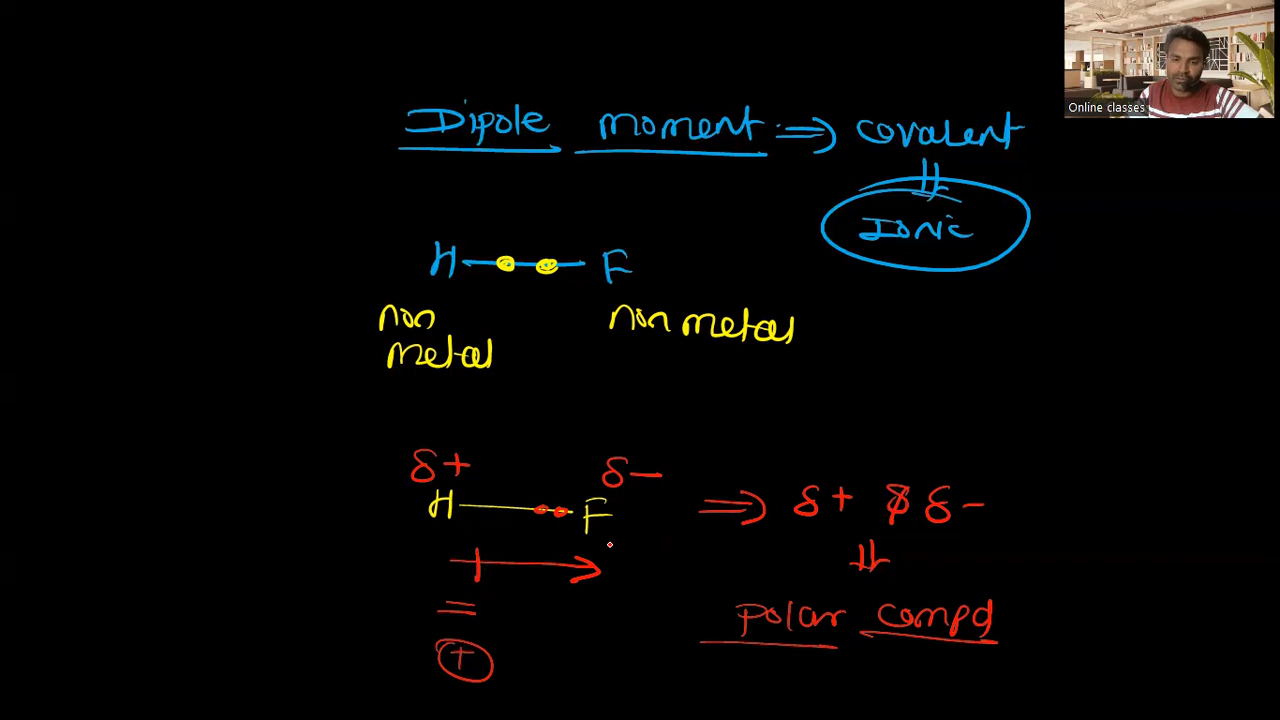 Online classes
Dipole moment ⇒ covalent
Ionic
H F
non
metal
non metal
δ+ δ−
H F
⇒ δ+ δ−
polar compd
=
+